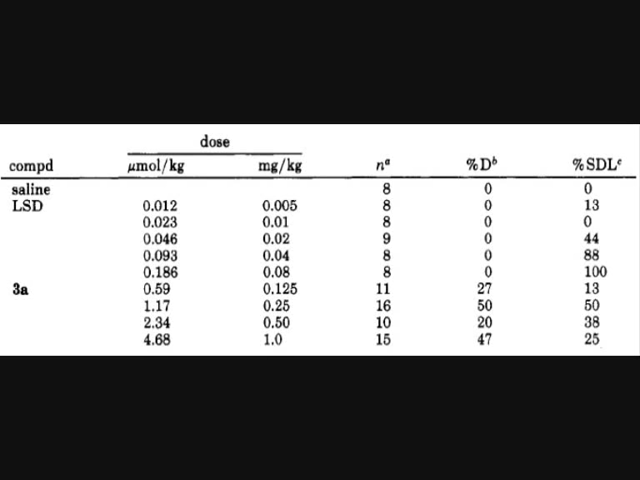 dose
compd μmol/kg mg/kg nᵃ %Dᵇ %SDLᶜ
saline 8 0 0
LSD 0.012 0.005 8 0 13
0.023 0.01 8 0 0
0.046 0.02 9 0 44
0.093 0.04 8 0 88
0.186 0.08 8 0 100
3a 0.59 0.125 11 27 13
1.17 0.25 16 50 50
2.34 0.50 10 20 38
4.68 1.0 15 47 25